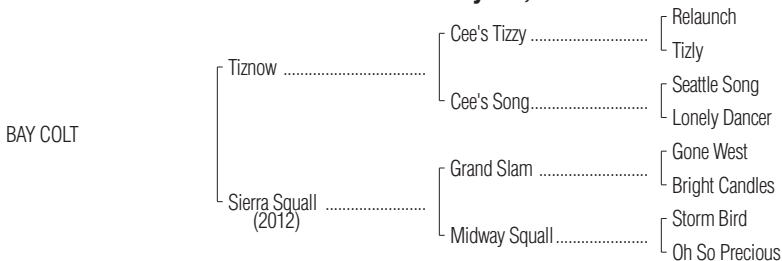 Relaunch
Cee's Tizzy ..............................
Tizly
Tiznow ....................................
Seattle Song
Cee's Song..............................
Lonely Dancer
BAY COLT
Gone West
Grand Slam ............................
Bright Candles
Sierra Squall ..........................
(2012)
Storm Bird
Midway Squall........................
Oh So Precious